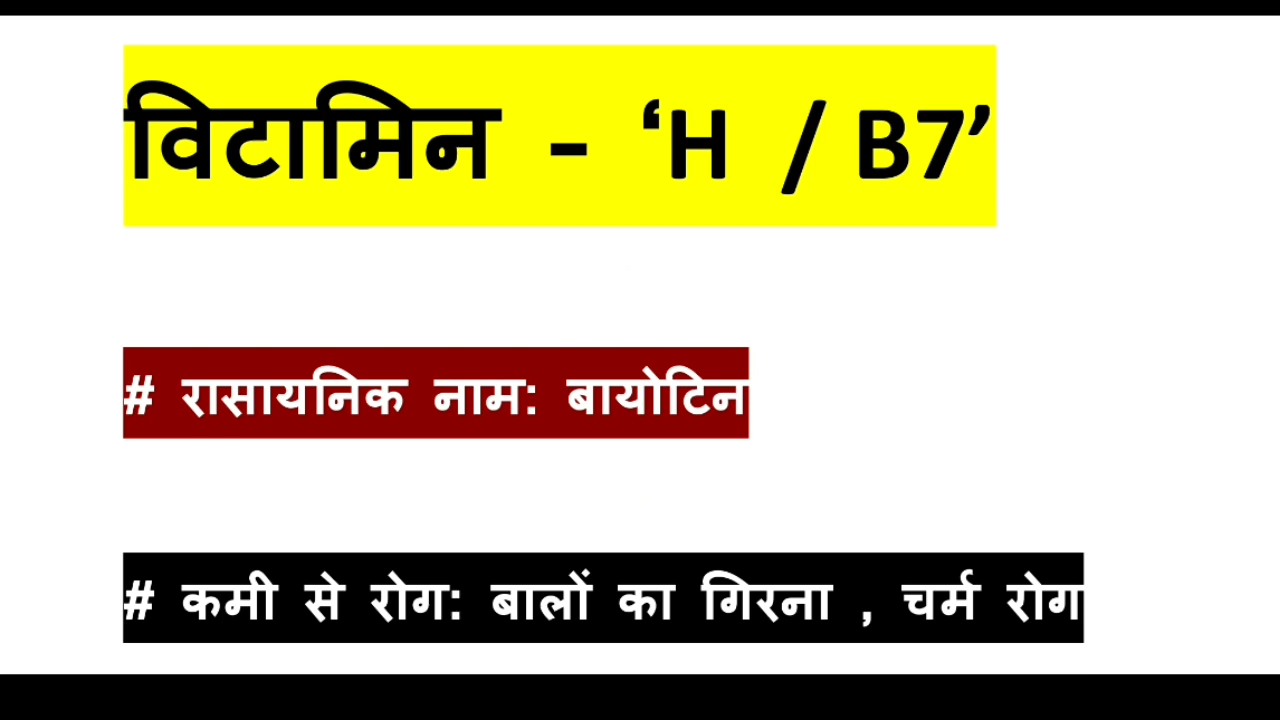 विटामिन - ‘H / B7’
# रासायनिक नाम: बायोटिन
# कमी से रोग: बालों का गिरना , चर्म रोग